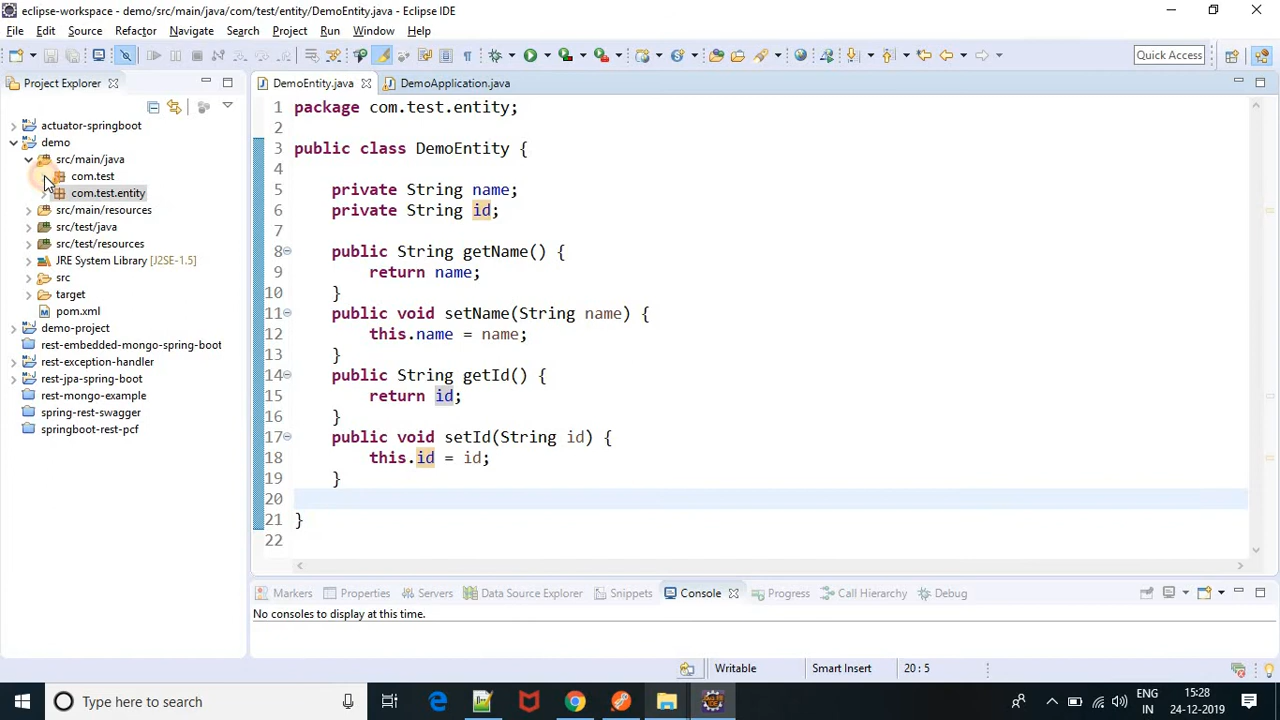 eclipse-workspace - demo/src/main/java/com/test/entity/DemoEntity.java - Eclipse IDE
File Edit Source Refactor Navigate Search Project Run Window Help
Quick Access
Project Explorer
DemoEntity.java
DemoApplication.java
actuator-springboot
demo
src/main/java
com.test
com.test.entity
src/main/resources
src/test/java
src/test/resources
JRE System Library [J2SE-1.5]
src
target
pom.xml
demo-project
rest-embedded-mongo-spring-boot
rest-exception-handler
rest-jpa-spring-boot
rest-mongo-example
spring-rest-swagger
springboot-rest-pcf
1 package com.test.entity;
2
3 public class DemoEntity {
4
5 private String name;
6 private String id;
7
8 public String getName() {
9 return name;
10 }
11 public void setName(String name) {
12 this.name = name;
13 }
14 public String getId() {
15 return id;
16 }
17 public void setId(String id) {
18 this.id = id;
19 }
20
21 }
22
Markers Properties Servers Data Source Explorer Snippets Console Progress Call Hierarchy Debug
No consoles to display at this time.
Writable Smart Insert 20 : 5
Type here to search
ENG
IN
15:28
24-12-2019